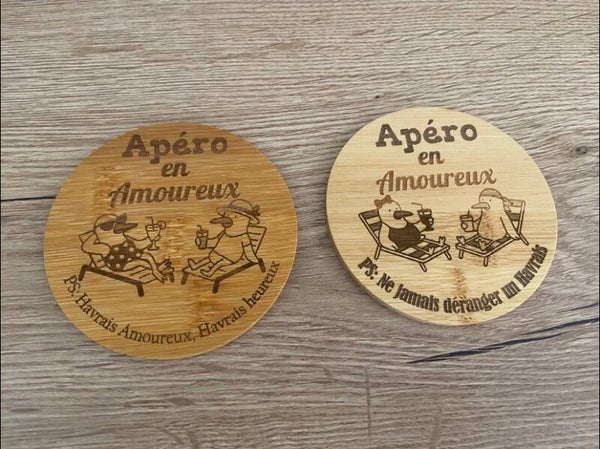 Apéro
en
Amoureux
PS: Havrais Amoureux, Havrais heureux
Apéro
en
Amoureux
PS: Ne jamais déranger un Havrais